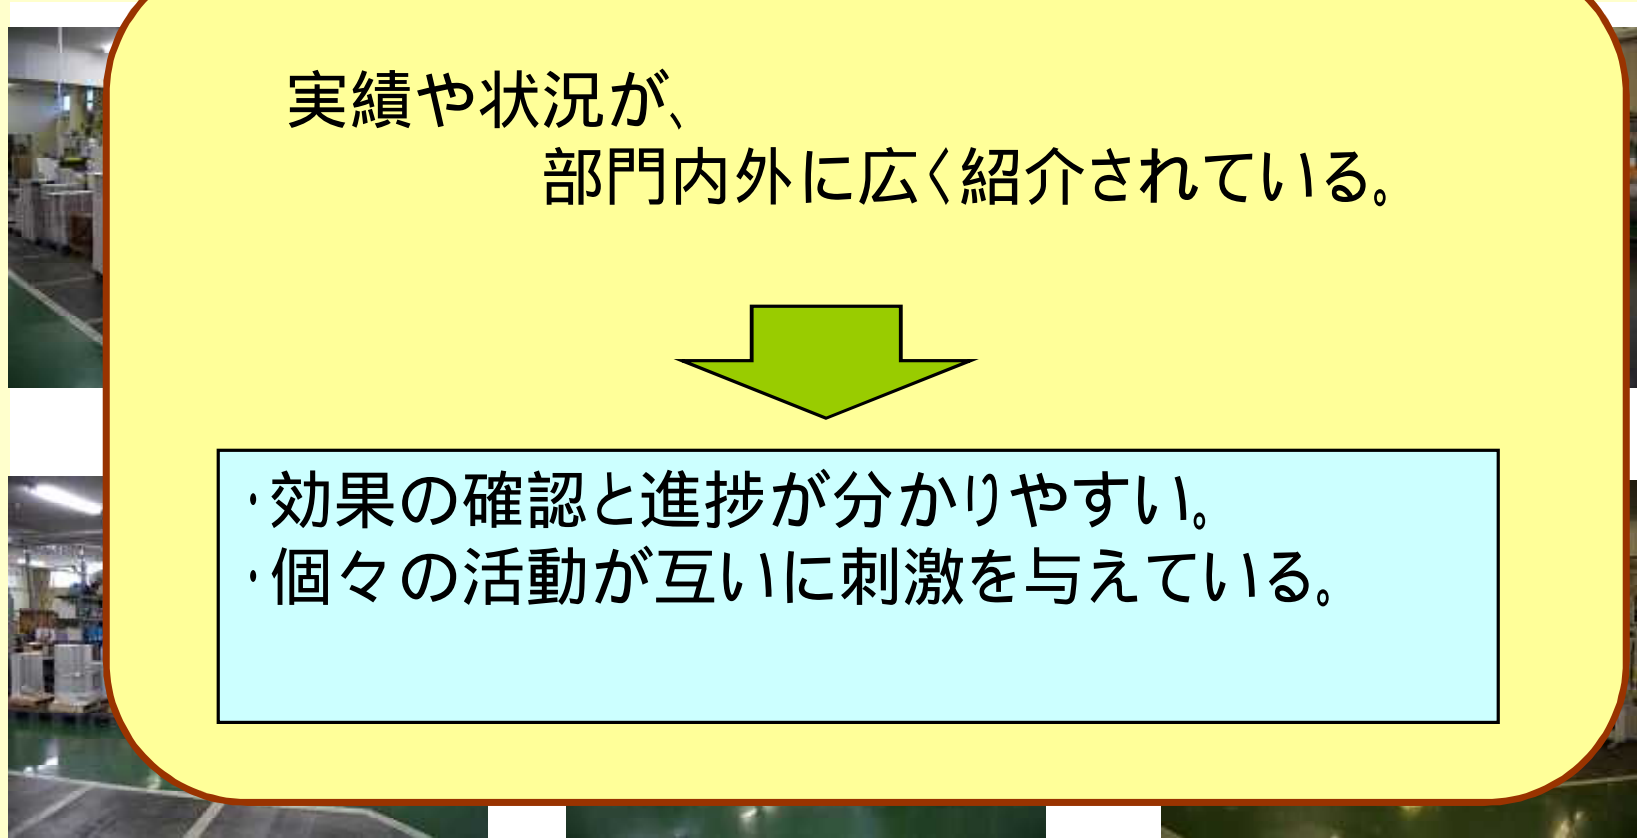 実績や状況が、
部門内外に広く紹介されている。
・効果の確認と進捗が分かりやすい。
・個々の活動が互いに刺激を与えている。